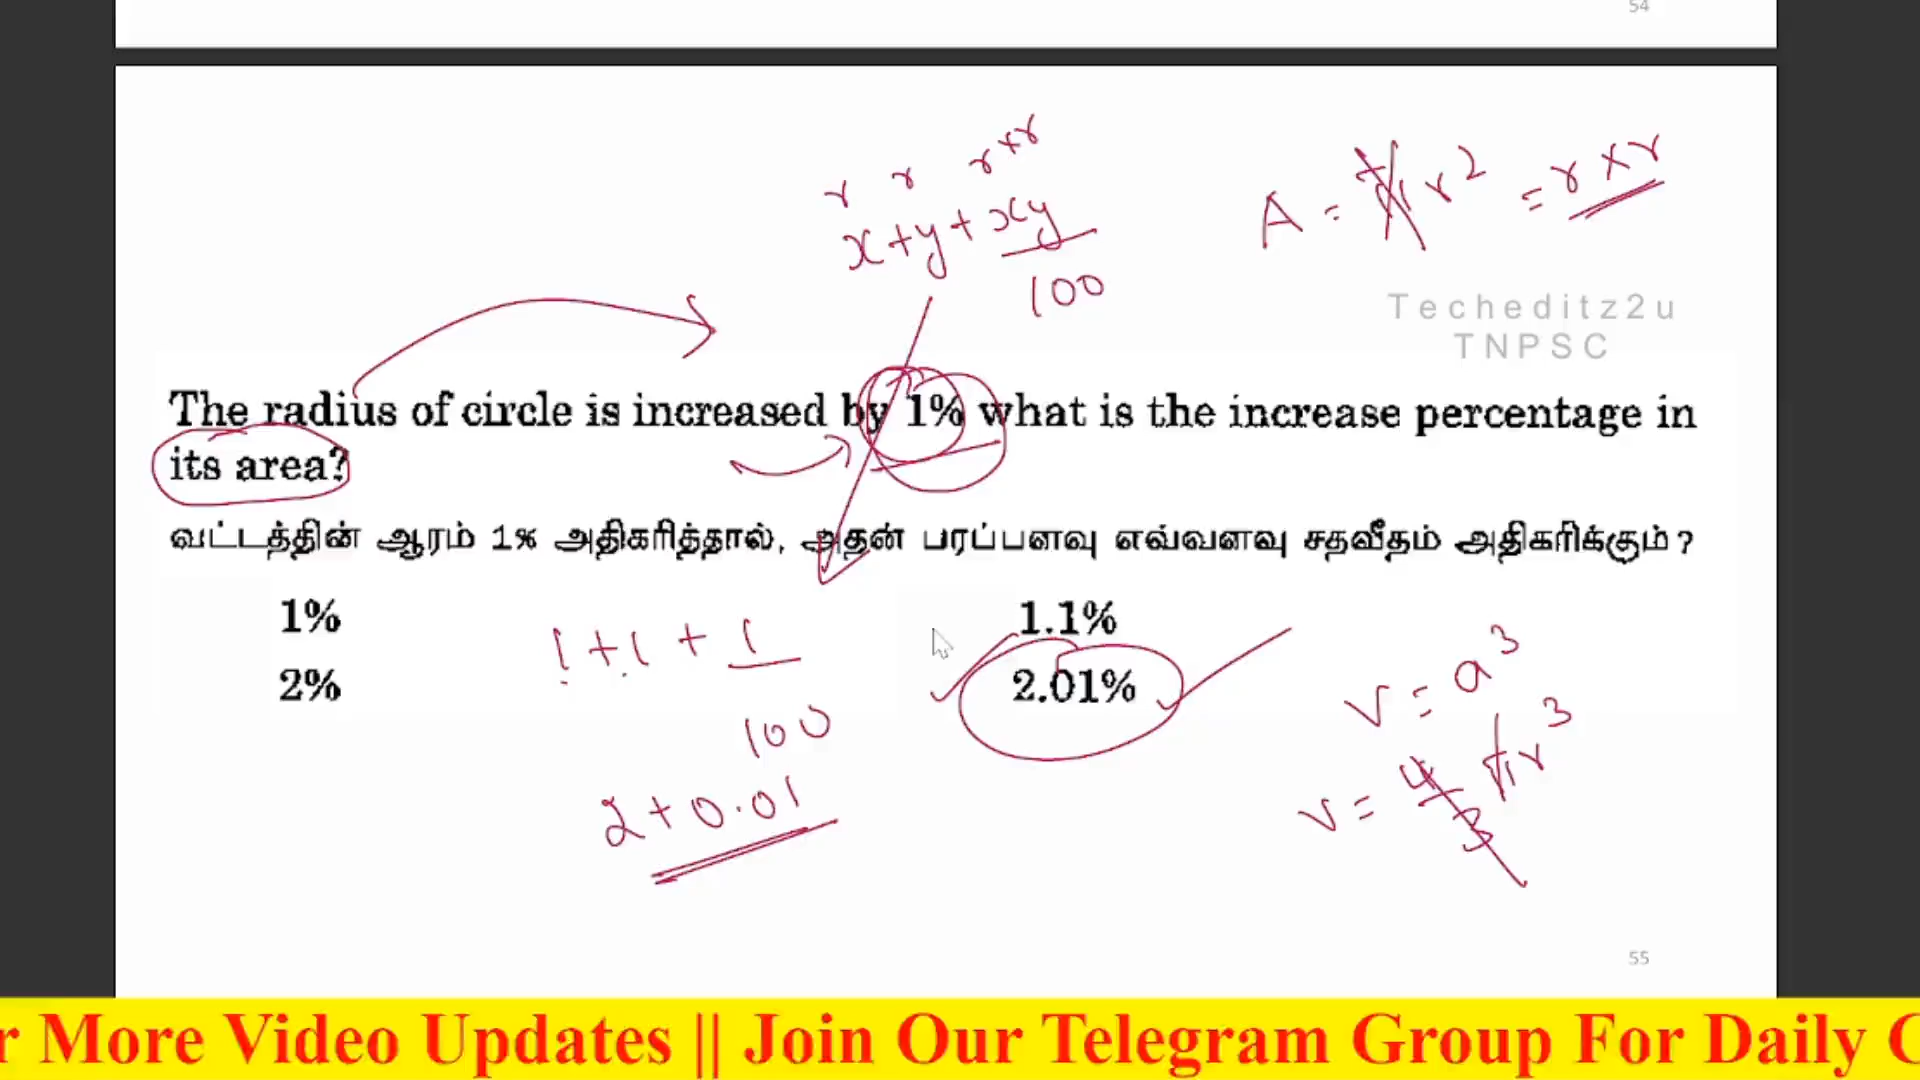 54
r r r×r
x+y+xy
100
A = πr² = r×r
Techeditz2u
TNPSC
The radius of circle is increased by 1% what is the increase percentage in
its area?
வட்டத்தின் ஆரம் 1% அதிகரித்தால், அதன் பரப்பளவு எவ்வளவு சதவீதம் அதிகரிக்கும்?
1% 1.1%
2% 2.01%
1+1+1
100
2+0.01
V = a³
V = 4/3 πr³
55
r More Video Updates || Join Our Telegram Group For Daily C